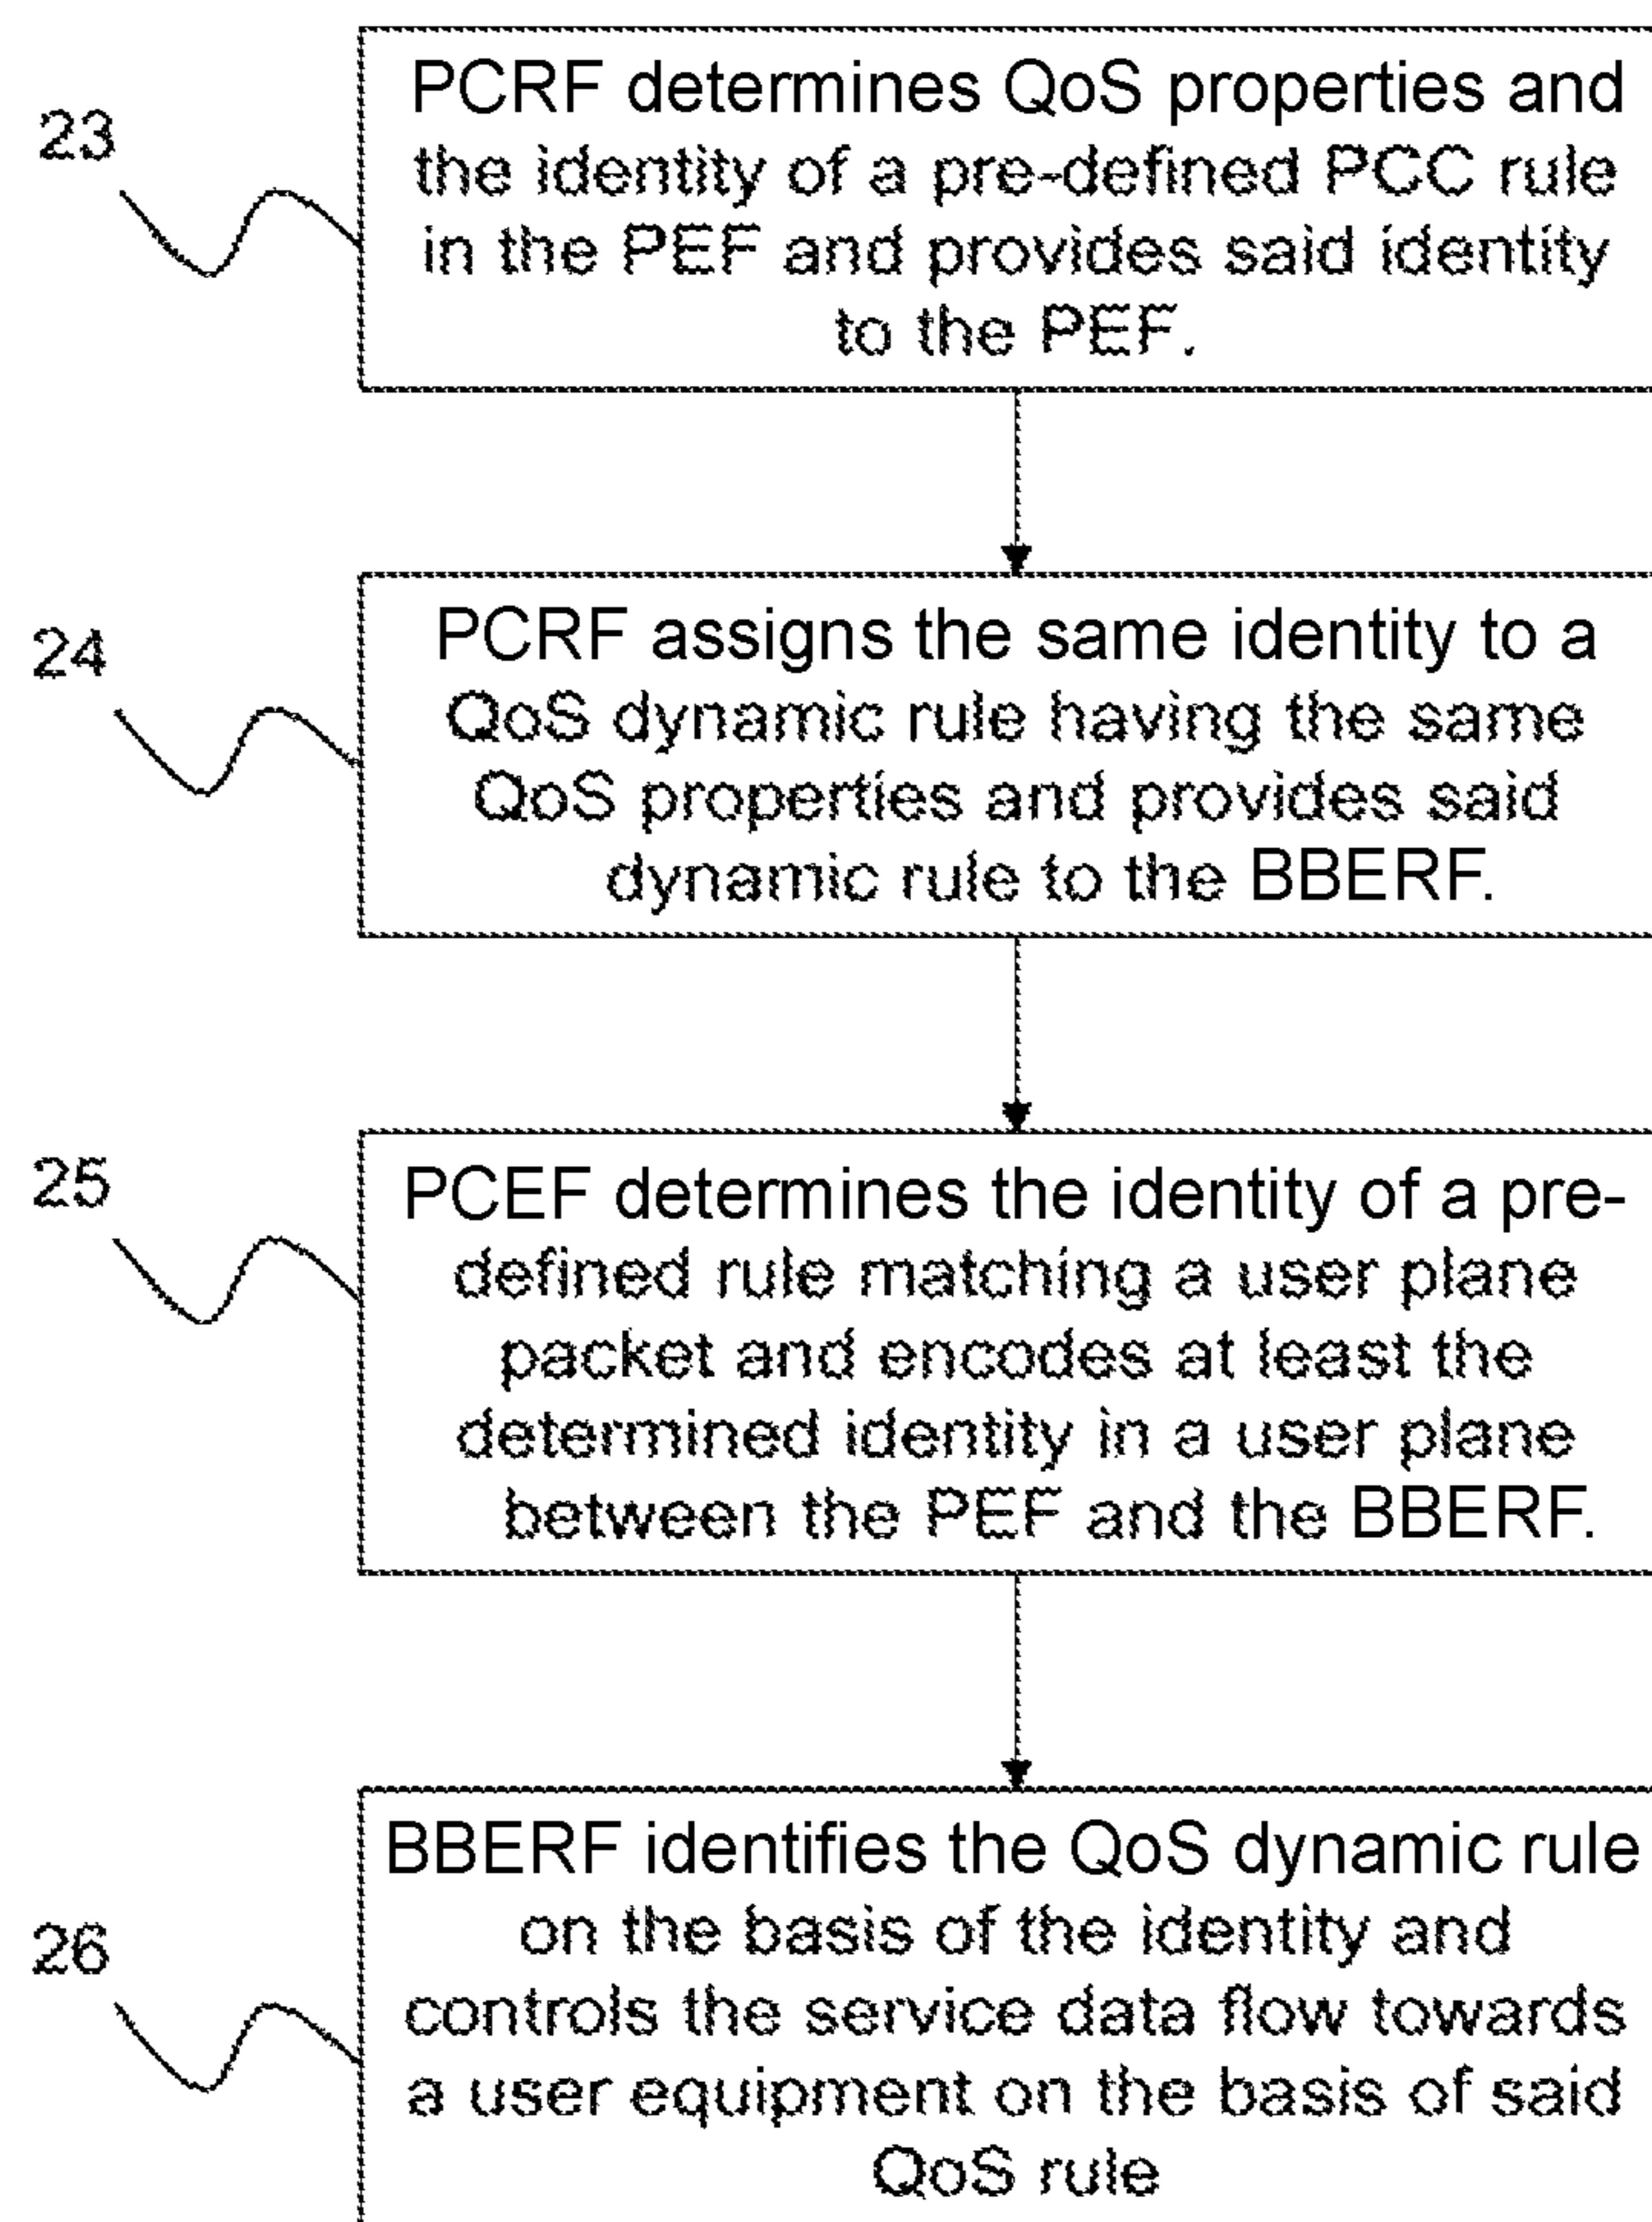 23
PCRF determines QoS properties and
the identity of a pre-defined PCC rule
in the PEF and provides said identity
to the PEF.
24
PCRF assigns the same identity to a
QoS dynamic rule having the same
QoS properties and provides said
dynamic rule to the BBERF.
25
PCEF determines the identity of a pre-
defined rule matching a user plane
packet and encodes at least the
determined identity in a user plane
between the PEF and the BBERF.
26
BBERF identifies the QoS dynamic rule
on the basis of the identity and
controls the service data flow towards
a user equipment on the basis of said
QoS rule